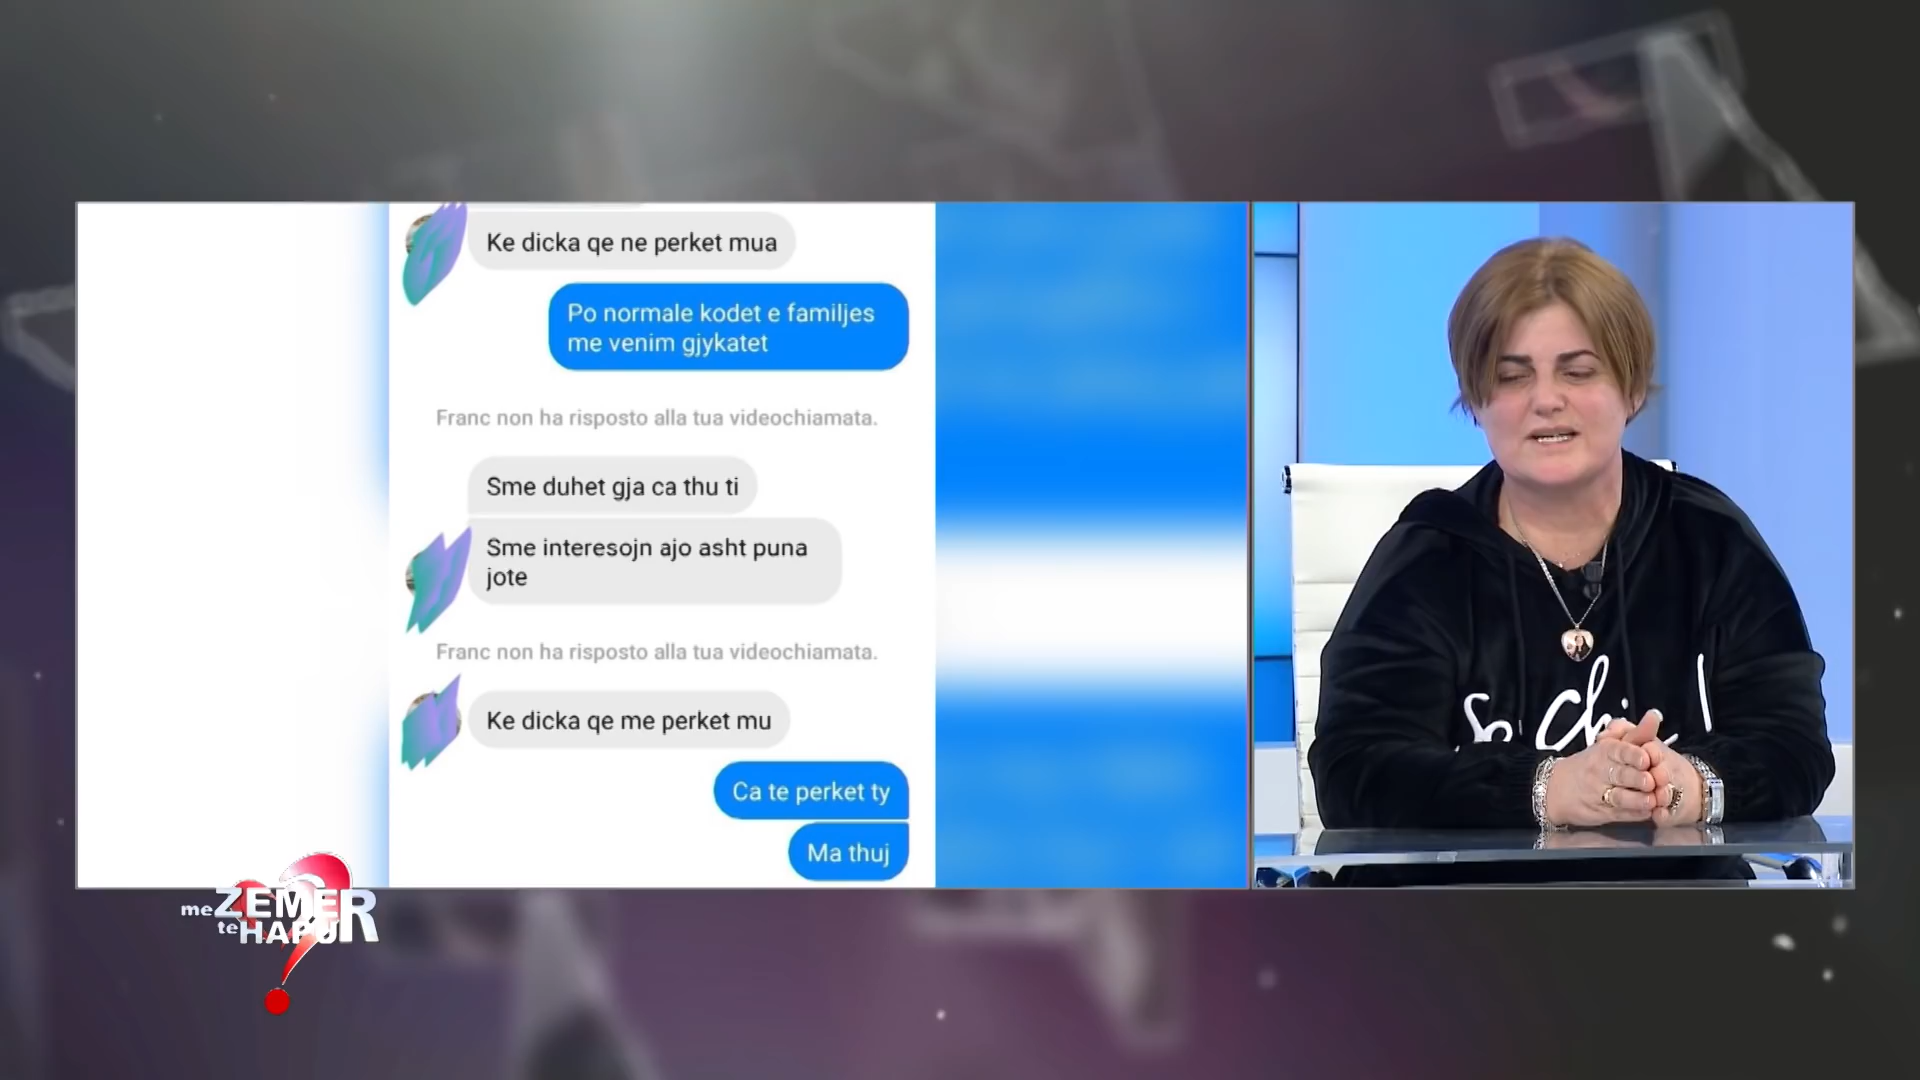 Ke dicka qe ne perket mua
Po normale kodet e familjes
me venim gjykatet
Franc non ha risposto alla tua videochiamata.
Sme duhet gja ca thu ti
Sme interesojn ajo asht puna
jote
Franc non ha risposto alla tua videochiamata.
Ke dicka qe me perket mu
Ca te perket ty
Ma thuj
me ZEMER
te HAPUR